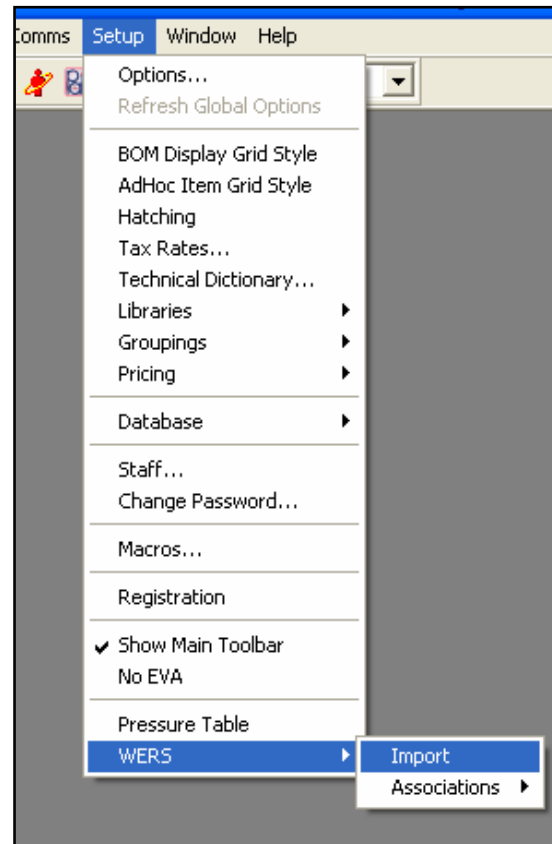 Comms Setup Window Help
Options...
Refresh Global Options
BOM Display Grid Style
AdHoc Item Grid Style
Hatching
Tax Rates...
Technical Dictionary...
Libraries
Groupings
Pricing
Database
Staff...
Change Password...
Macros...
Registration
Show Main Toolbar
No EVA
Pressure Table
WERS Import
Associations